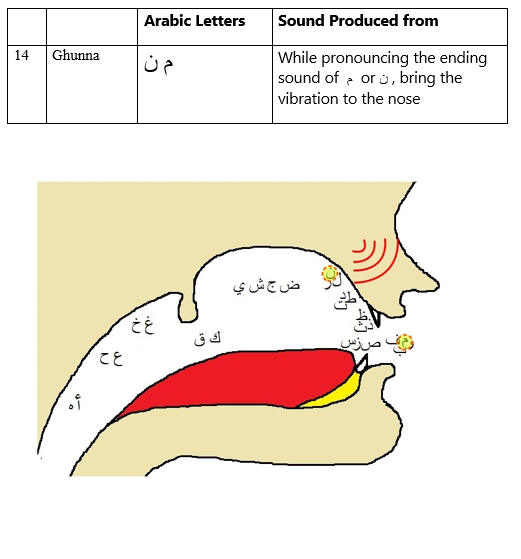 Arabic Letters Sound Produced from
14 Ghunna م ن While pronouncing the ending
sound of م or ن, bring the
vibration to the nose
ض ج ش ي
ن
ل ر
ط د ت
ظ
ذ ث
ص ز س
ف م
ب
ك ق
غ خ
ع ح
أ ه